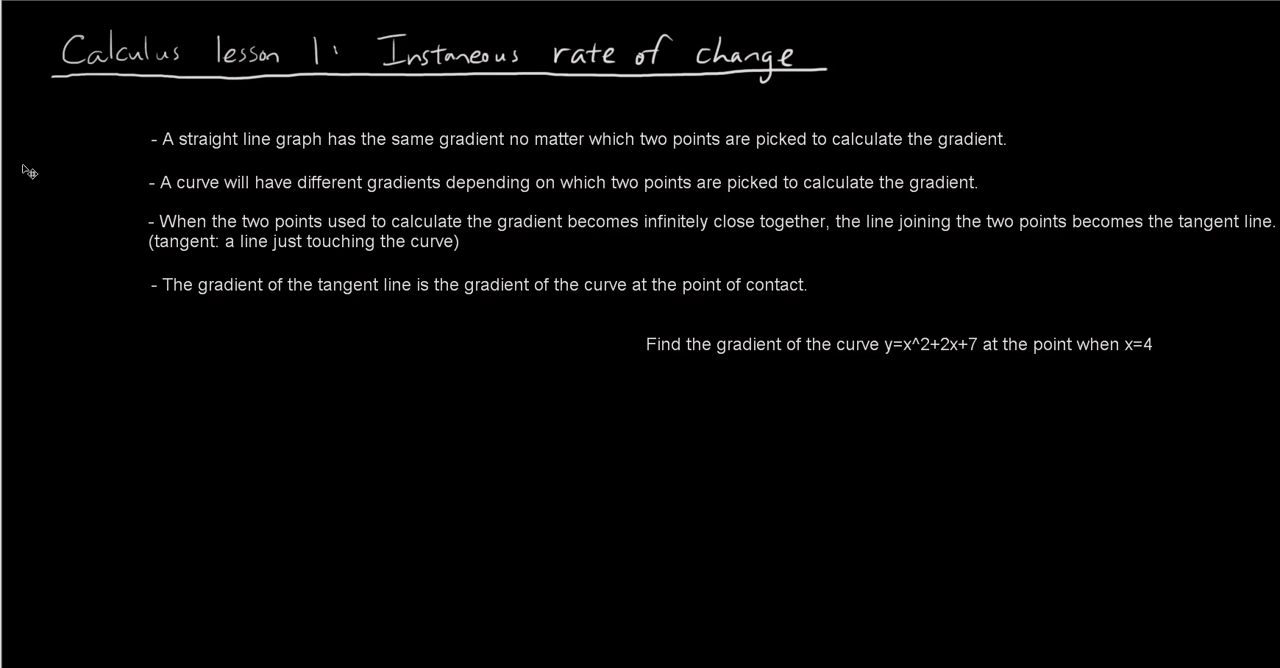 Calculus lesson 1: Instaneous rate of change
- A straight line graph has the same gradient no matter which two points are picked to calculate the gradient.
- A curve will have different gradients depending on which two points are picked to calculate the gradient.
- When the two points used to calculate the gradient becomes infinitely close together, the line joining the two points becomes the tangent line.
(tangent: a line just touching the curve)
- The gradient of the tangent line is the gradient of the curve at the point of contact.
Find the gradient of the curve y=x^2+2x+7 at the point when x=4